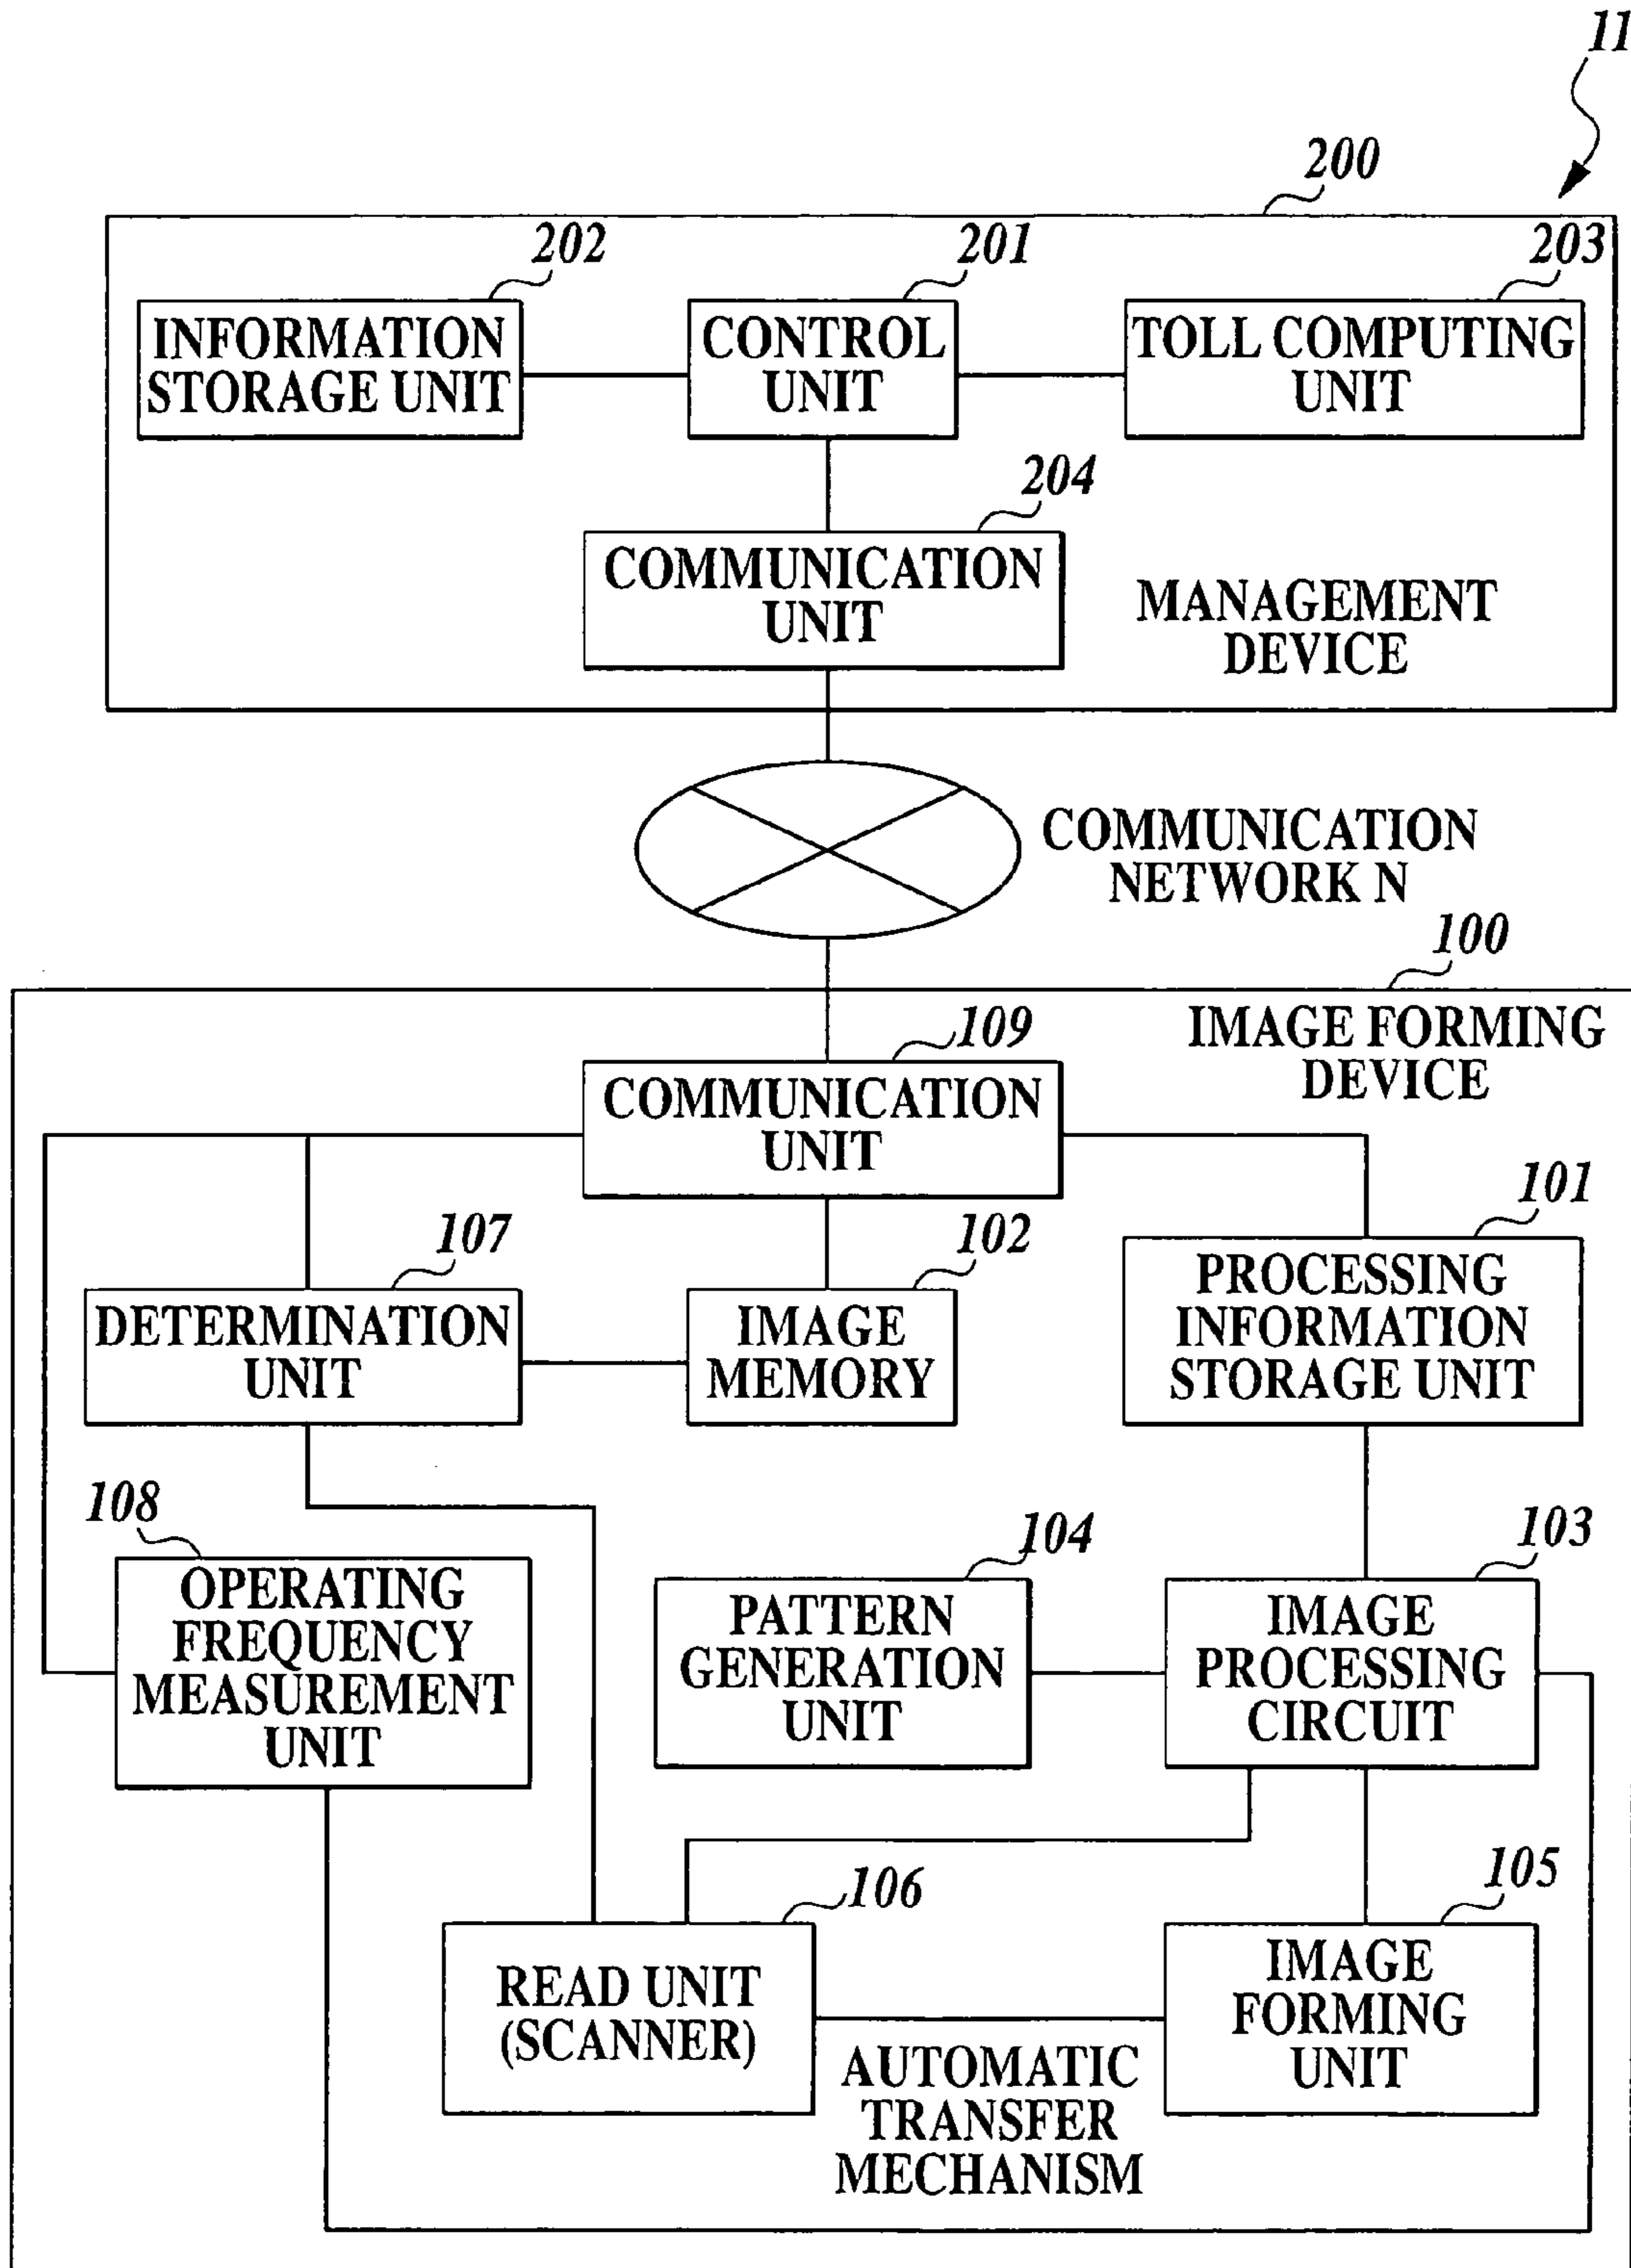 11
200
202
201
203
INFORMATION
STORAGE UNIT
CONTROL
UNIT
TOLL COMPUTING
UNIT
204
COMMUNICATION
UNIT
MANAGEMENT
DEVICE
COMMUNICATION
NETWORK N
100
IMAGE FORMING
DEVICE
109
COMMUNICATION
UNIT
101
PROCESSING
INFORMATION
STORAGE UNIT
107
DETERMINATION
UNIT
102
IMAGE
MEMORY
108
OPERATING
FREQUENCY
MEASUREMENT
UNIT
104
PATTERN
GENERATION
UNIT
103
IMAGE
PROCESSING
CIRCUIT
106
READ UNIT
(SCANNER)
105
IMAGE
FORMING
UNIT
AUTOMATIC
TRANSFER
MECHANISM